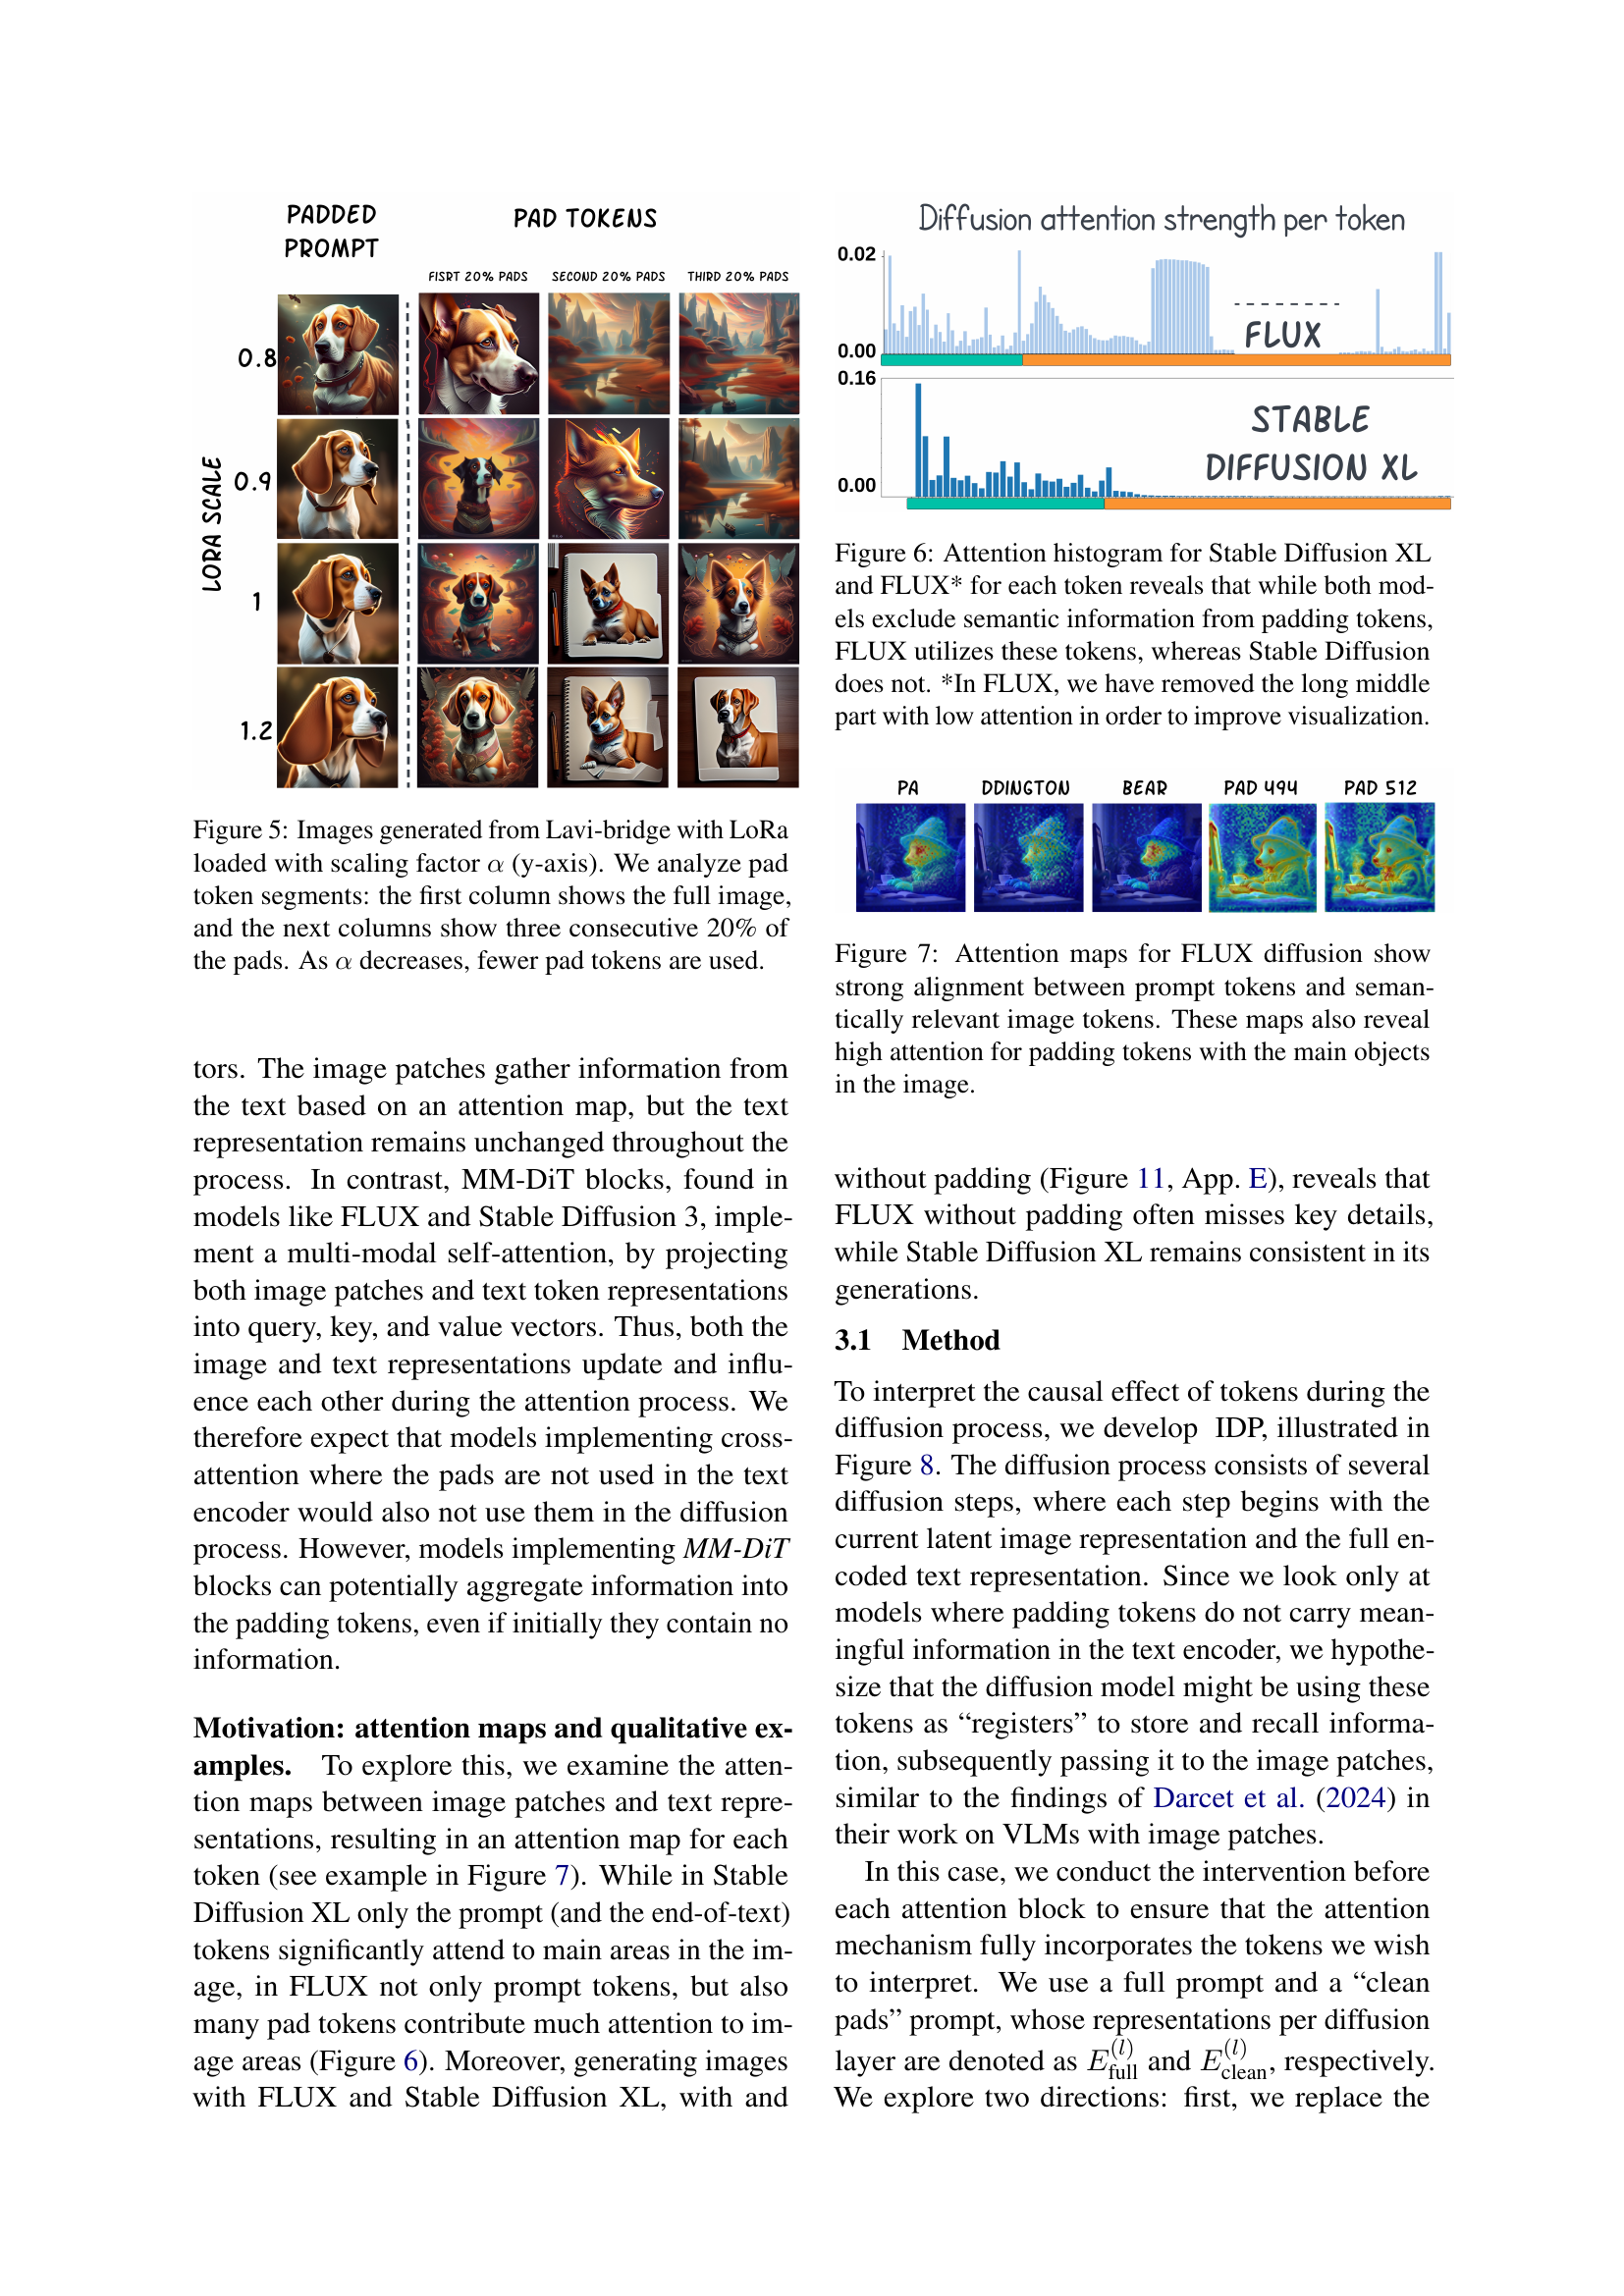 PADDED
PROMPT
PAD TOKENS
FISRT 20% PADS
SECOND 20% PADS
THIRD 20% PADS
LORA SCALE
0.8
0.9
1
1.2
Figure 5: Images generated from Lavi-bridge with LoRa
loaded with scaling factor α (y-axis). We analyze pad
token segments: the first column shows the full image,
and the next columns show three consecutive 20% of
the pads. As α decreases, fewer pad tokens are used.
tors. The image patches gather information from
the text based on an attention map, but the text
representation remains unchanged throughout the
process. In contrast, MM-DiT blocks, found in
models like FLUX and Stable Diffusion 3, imple-
ment a multi-modal self-attention, by projecting
both image patches and text token representations
into query, key, and value vectors. Thus, both the
image and text representations update and influ-
ence each other during the attention process. We
therefore expect that models implementing cross-
attention where the pads are not used in the text
encoder would also not use them in the diffusion
process. However, models implementing MM-DiT
blocks can potentially aggregate information into
the padding tokens, even if initially they contain no
information.
Motivation: attention maps and qualitative ex-
amples. To explore this, we examine the atten-
tion maps between image patches and text repre-
sentations, resulting in an attention map for each
token (see example in Figure 7). While in Stable
Diffusion XL only the prompt (and the end-of-text)
tokens significantly attend to main areas in the im-
age, in FLUX not only prompt tokens, but also
many pad tokens contribute much attention to im-
age areas (Figure 6). Moreover, generating images
with FLUX and Stable Diffusion XL, with and
Diffusion attention strength per token
0.02
0.00
FLUX
0.16
0.00
STABLE
DIFFUSION XL
Figure 6: Attention histogram for Stable Diffusion XL
and FLUX* for each token reveals that while both mod-
els exclude semantic information from padding tokens,
FLUX utilizes these tokens, whereas Stable Diffusion
does not. *In FLUX, we have removed the long middle
part with low attention in order to improve visualization.
PA
DDINGTON
BEAR
PAD 494
PAD 512
Figure 7: Attention maps for FLUX diffusion show
strong alignment between prompt tokens and seman-
tically relevant image tokens. These maps also reveal
high attention for padding tokens with the main objects
in the image.
without padding (Figure 11, App. E), reveals that
FLUX without padding often misses key details,
while Stable Diffusion XL remains consistent in its
generations.
3.1 Method
To interpret the causal effect of tokens during the
diffusion process, we develop IDP, illustrated in
Figure 8. The diffusion process consists of several
diffusion steps, where each step begins with the
current latent image representation and the full en-
coded text representation. Since we look only at
models where padding tokens do not carry mean-
ingful information in the text encoder, we hypothe-
size that the diffusion model might be using these
tokens as “registers” to store and recall informa-
tion, subsequently passing it to the image patches,
similar to the findings of Darcet et al. (2024) in
their work on VLMs with image patches.
In this case, we conduct the intervention before
each attention block to ensure that the attention
mechanism fully incorporates the tokens we wish
to interpret. We use a full prompt and a “clean
pads” prompt, whose representations per diffusion
layer are denoted as E_full^(l) and E_clean^(l), respectively.
We explore two directions: first, we replace the